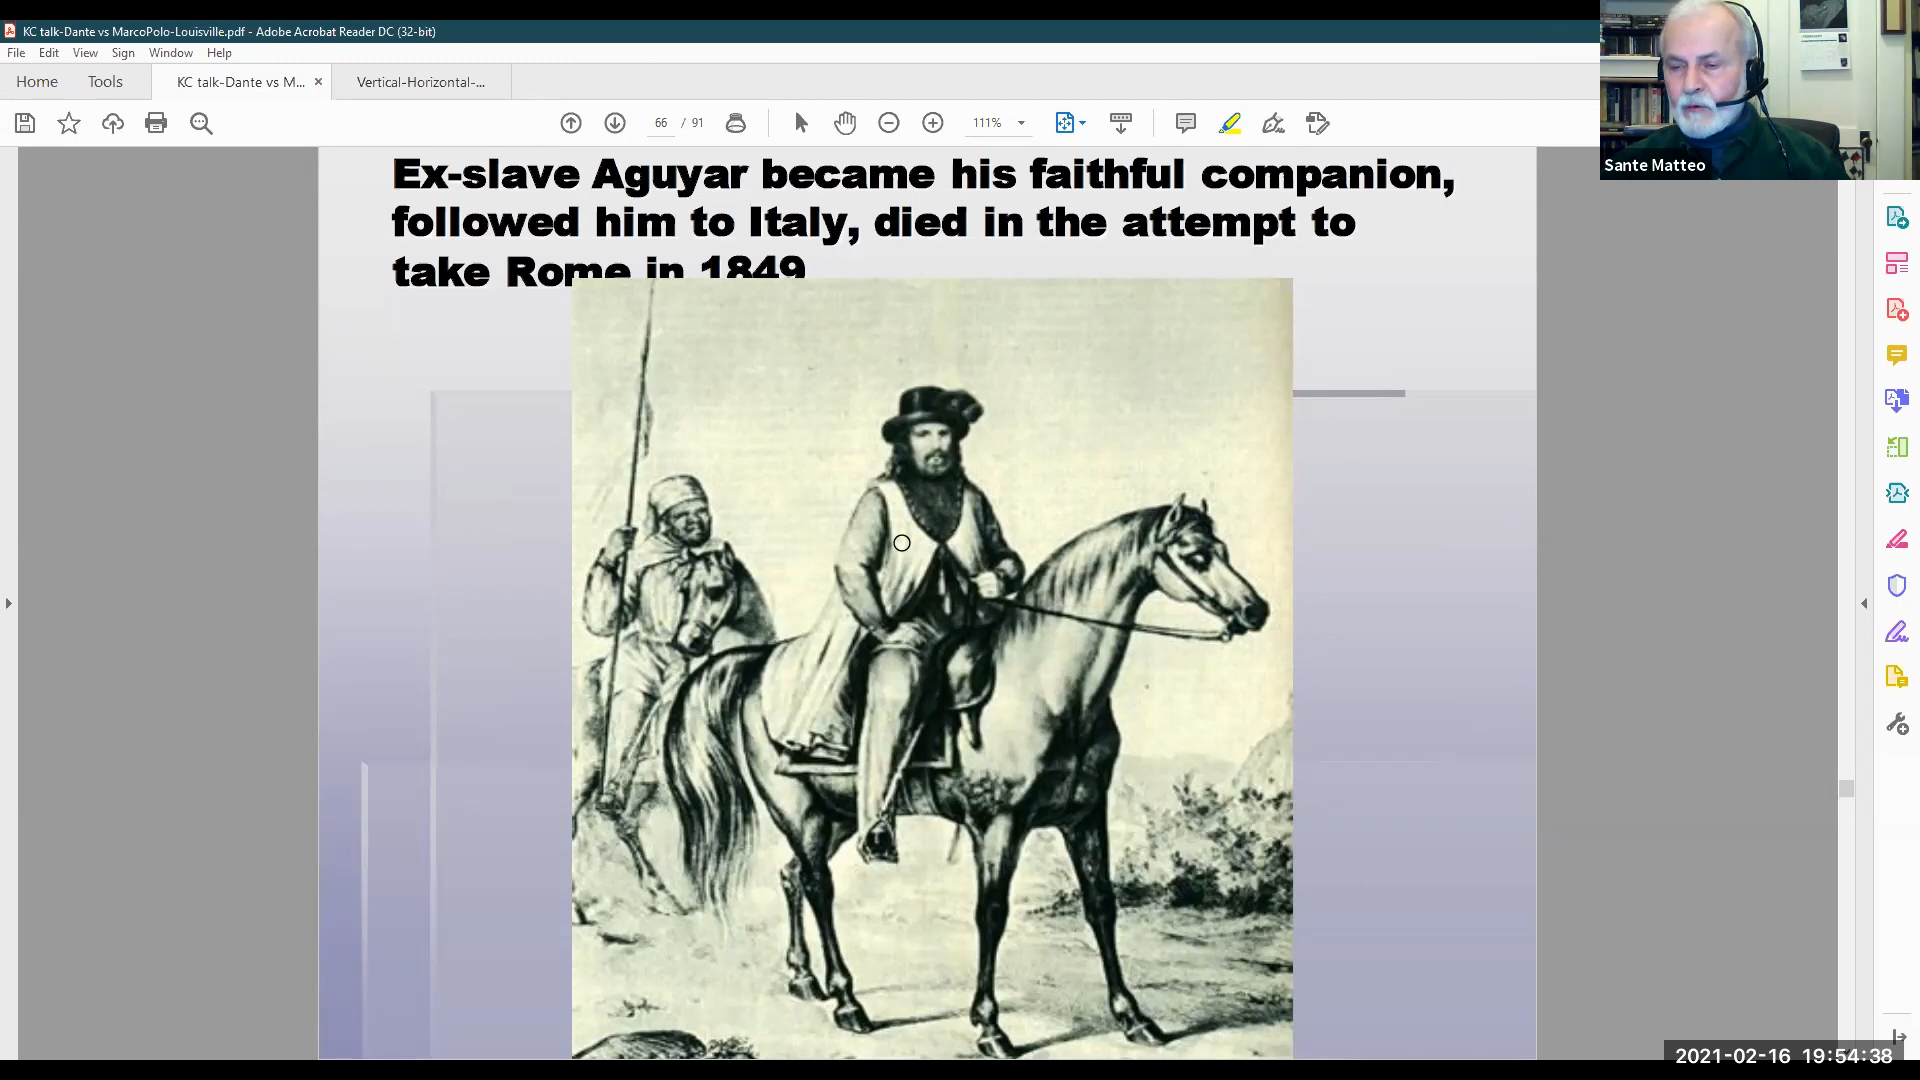 KC talk-Dante vs MarcoPolo-Louisville.pdf - Adobe Acrobat Reader DC (32-bit)
File Edit View Sign Window Help
Home Tools KC talk-Dante vs M... × Vertical-Horizontal-...
66 / 91 111%
Sante Matteo
Ex-slave Aguyar became his faithful companion,
followed him to Italy, died in the attempt to
take Rome in 1849
2021-02-16 19:54:38